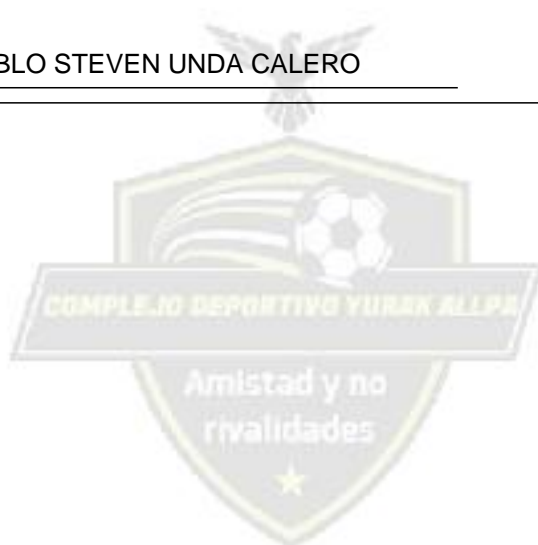 BLO STEVEN UNDA CALERO
COMPLEJO DEPORTIVO YURAK ALLPA
Amistad y no
rivalidades